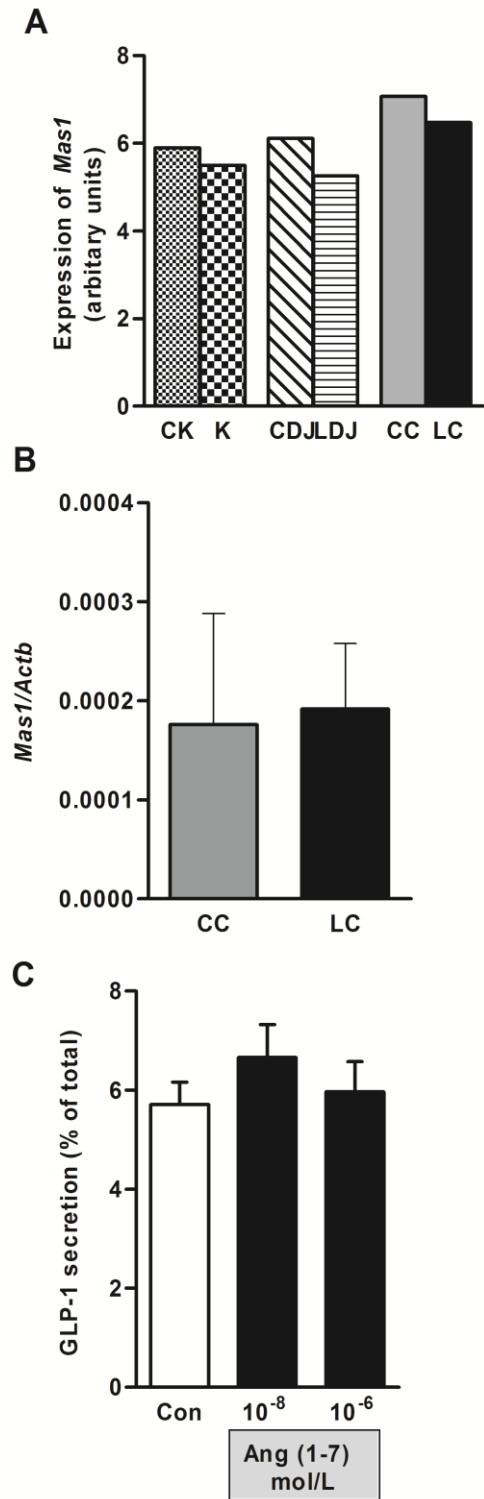 A
Expression of Mas1
(arbitary units)
8
6
4
2
0
CK K CDJ LDJ CC LC
B
Mas1/Actb
0.0004
0.0003
0.0002
0.0001
0.0000
CC LC
C
GLP-1 secretion (% of total)
8
6
4
2
0
Con 10⁻⁸ 10⁻⁶
Ang (1-7)
mol/L